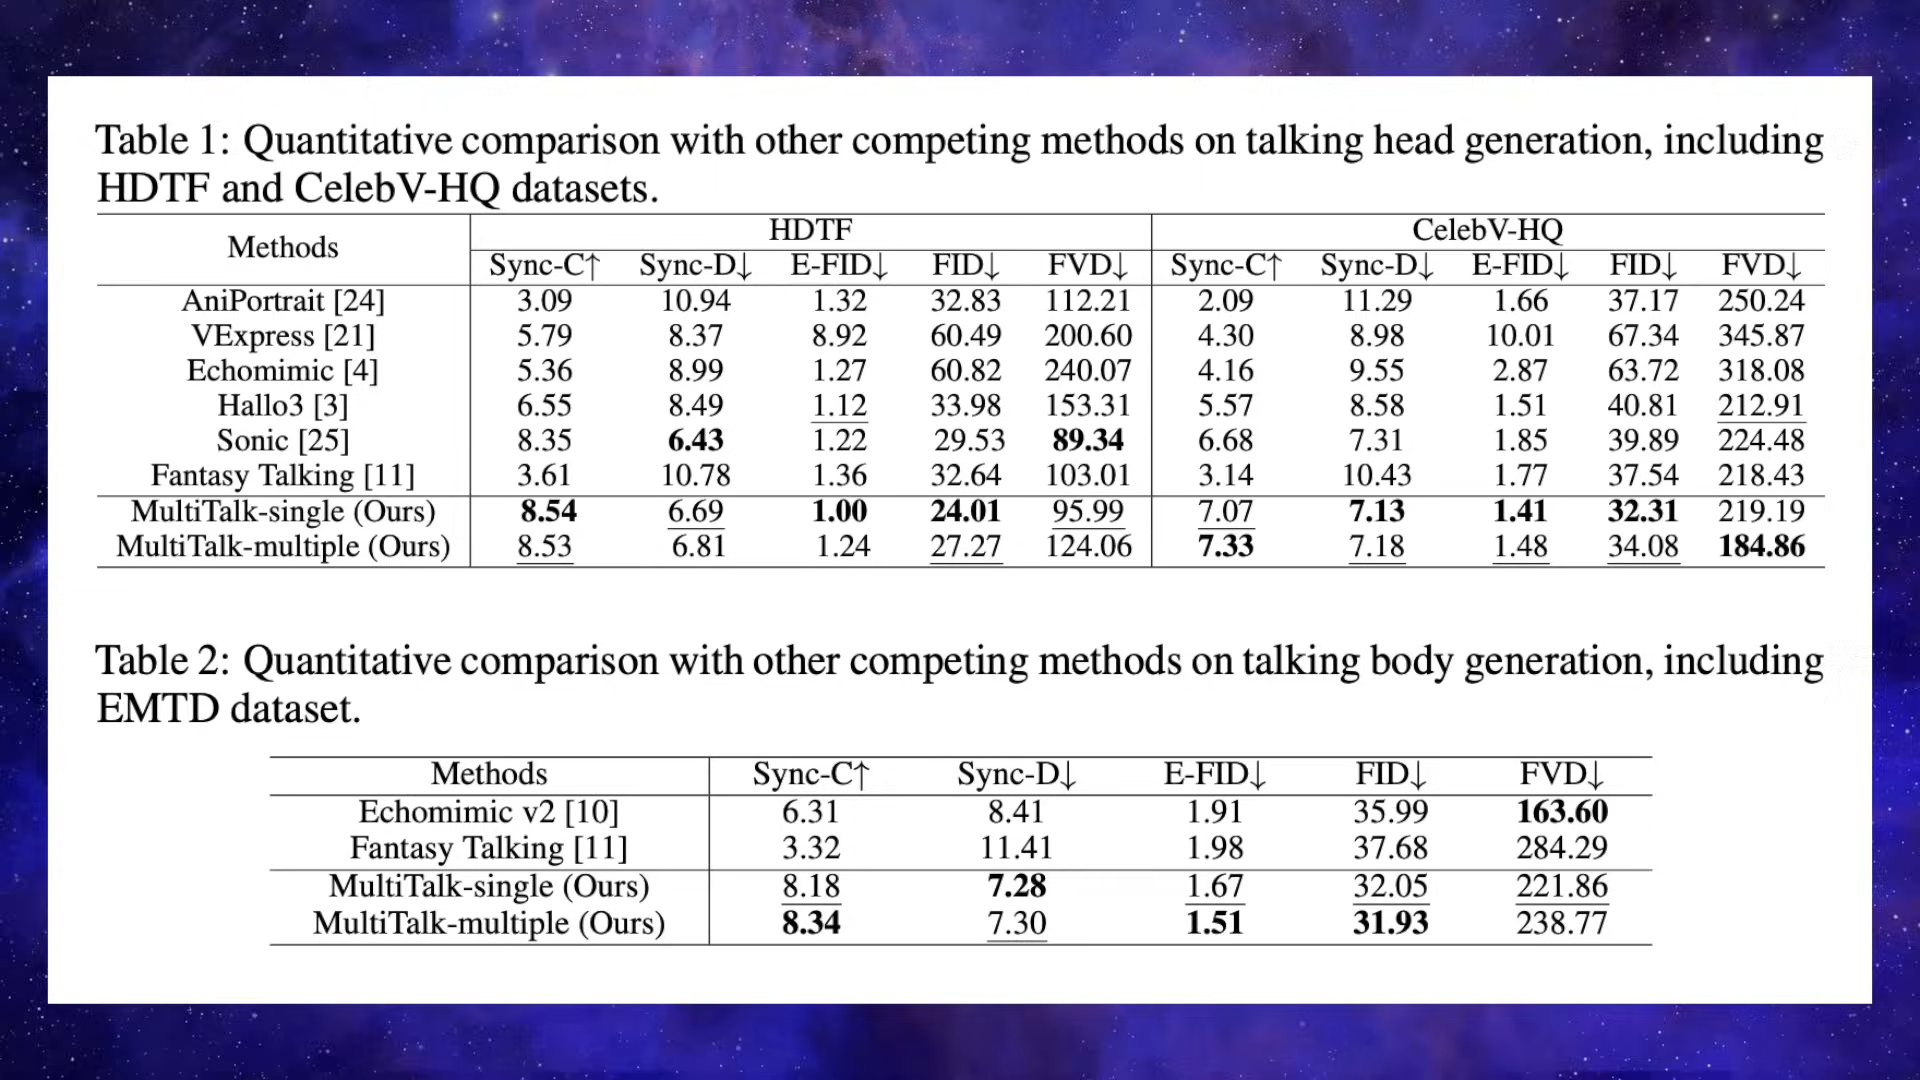 Table 1: Quantitative comparison with other competing methods on talking head generation, including
HDTF and CelebV-HQ datasets.
Methods HDTF CelebV-HQ
Sync-C↑ Sync-D↓ E-FID↓ FID↓ FVD↓ Sync-C↑ Sync-D↓ E-FID↓ FID↓ FVD↓
AniPortrait [24] 3.09 10.94 1.32 32.83 112.21 2.09 11.29 1.66 37.17 250.24
VExpress [21] 5.79 8.37 8.92 60.49 200.60 4.30 8.98 10.01 67.34 345.87
Echomimic [4] 5.36 8.99 1.27 60.82 240.07 4.16 9.55 2.87 63.72 318.08
Hallo3 [3] 6.55 8.49 1.12 33.98 153.31 5.57 8.58 1.51 40.81 212.91
Sonic [25] 8.35 6.43 1.22 29.53 89.34 6.68 7.31 1.85 39.89 224.48
Fantasy Talking [11] 3.61 10.78 1.36 32.64 103.01 3.14 10.43 1.77 37.54 218.43
MultiTalk-single (Ours) 8.54 6.69 1.00 24.01 95.99 7.07 7.13 1.41 32.31 219.19
MultiTalk-multiple (Ours) 8.53 6.81 1.24 27.27 124.06 7.33 7.18 1.48 34.08 184.86
Table 2: Quantitative comparison with other competing methods on talking body generation, including
EMTD dataset.
Methods Sync-C↑ Sync-D↓ E-FID↓ FID↓ FVD↓
Echomimic v2 [10] 6.31 8.41 1.91 35.99 163.60
Fantasy Talking [11] 3.32 11.41 1.98 37.68 284.29
MultiTalk-single (Ours) 8.18 7.28 1.67 32.05 221.86
MultiTalk-multiple (Ours) 8.34 7.30 1.51 31.93 238.77